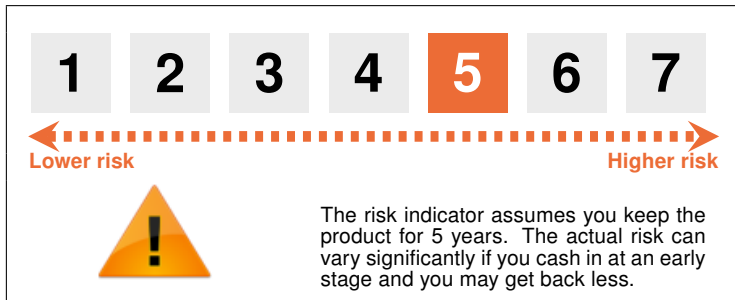 1 2 3 4 5 6 7
Lower risk Higher risk
!
The risk indicator assumes you keep the
product for 5 years. The actual risk can
vary significantly if you cash in at an early
stage and you may get back less.